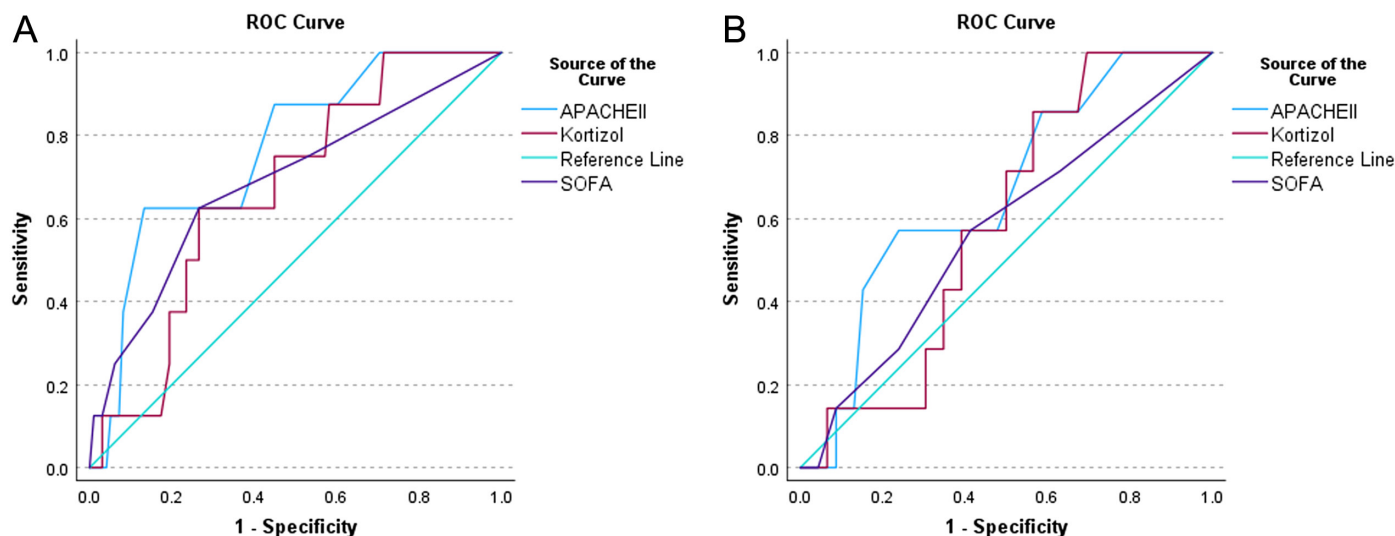 A
ROC Curve
1.0
0.8
0.6
0.4
0.2
0.0
Sensitivity
0.0 0.2 0.4 0.6 0.8 1.0
1 - Specificity
Source of the
Curve
APACHEII
Kortizol
Reference Line
SOFA
B
ROC Curve
1.0
0.8
0.6
0.4
0.2
0.0
Sensitivity
0.0 0.2 0.4 0.6 0.8 1.0
1 - Specificity
Source of the
Curve
APACHEII
Kortizol
Reference Line
SOFA